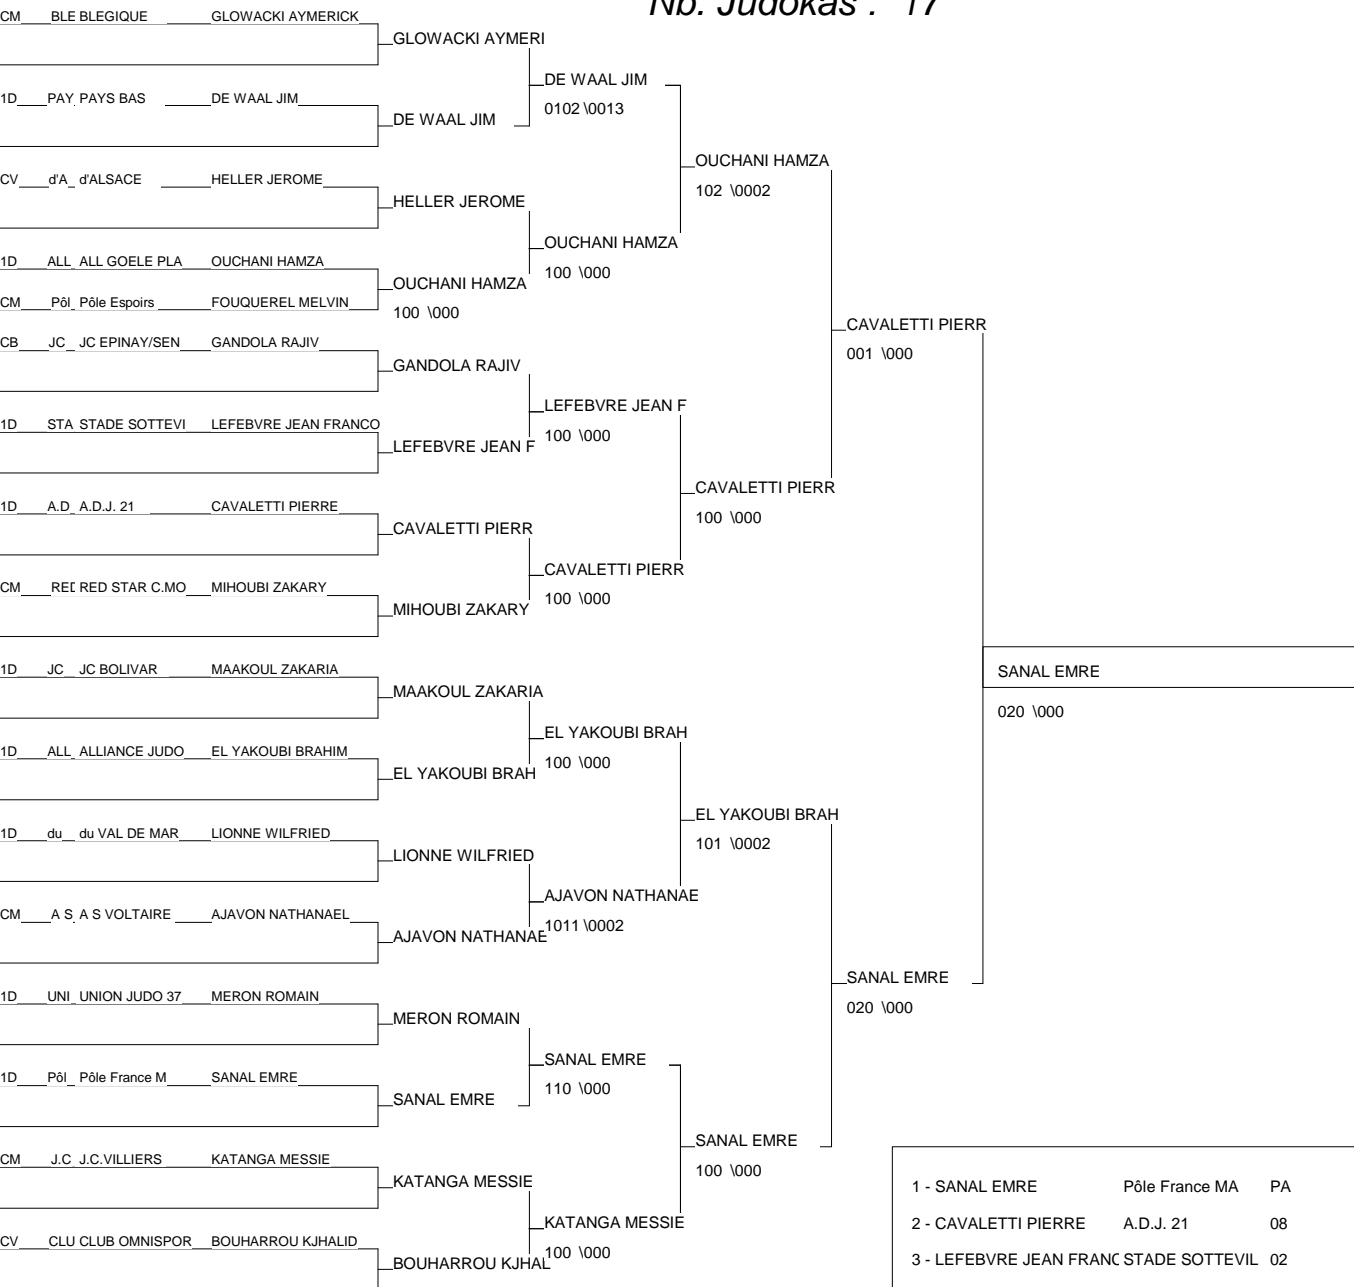 Nb. Judokas : 17
CM BLE BLEGIQUE GLOWACKI AYMERICK
GLOWACKI AYMERI
DE WAAL JIM
1D PAY PAYS BAS DE WAAL JIM
0102 \0013
DE WAAL JIM
OUCHANI HAMZA
CV d'A d'ALSACE HELLER JEROME
102 \0002
HELLER JEROME
OUCHANI HAMZA
1D ALL ALL GOELE PLA OUCHANI HAMZA
100 \000
OUCHANI HAMZA
CM Pôl Pôle Espoirs FOUQUEREL MELVIN
100 \000
CAVALETTI PIERR
CB JC JC EPINAY/SEN GANDOLA RAJIV
001 \000
GANDOLA RAJIV
LEFEBVRE JEAN F
1D STA STADE SOTTEVI LEFEBVRE JEAN FRANCO
100 \000
LEFEBVRE JEAN F
CAVALETTI PIERR
1D A.D A.D.J. 21 CAVALETTI PIERRE
100 \000
CAVALETTI PIERR
CAVALETTI PIERR
CM RED RED STAR C.MO MIHOUBI ZAKARY
100 \000
MIHOUBI ZAKARY
1D JC JC BOLIVAR MAAKOUL ZAKARIA
SANAL EMRE
MAAKOUL ZAKARIA
020 \000
EL YAKOUBI BRAH
1D ALL ALLIANCE JUDO EL YAKOUBI BRAHIM
100 \000
EL YAKOUBI BRAH
EL YAKOUBI BRAH
1D du du VAL DE MAR LIONNE WILFRIED
101 \0002
LIONNE WILFRIED
AJAVON NATHANAE
CM A S A S VOLTAIRE AJAVON NATHANAEL
1011 \0002
AJAVON NATHANAE
SANAL EMRE
1D UNI UNION JUDO 37 MERON ROMAIN
020 \000
MERON ROMAIN
SANAL EMRE
1D Pôl Pôle France M SANAL EMRE
110 \000
SANAL EMRE
SANAL EMRE
CM J.C J.C.VILLIERS KATANGA MESSIE
100 \000
KATANGA MESSIE
1 - SANAL EMRE Pôle France MA PA
KATANGA MESSIE
2 - CAVALETTI PIERRE A.D.J. 21 08
CV CLU CLUB OMNISPOR BOUHARROU KJHALID
100 \000
BOUHARROU KJHAL
3 - LEFEBVRE JEAN FRANC STADE SOTTEVIL 02